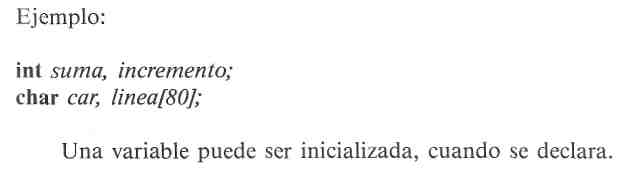 Ejemplo:
int suma, incremento;
char car, linea[80];
Una variable puede ser inicializada, cuando se declara.